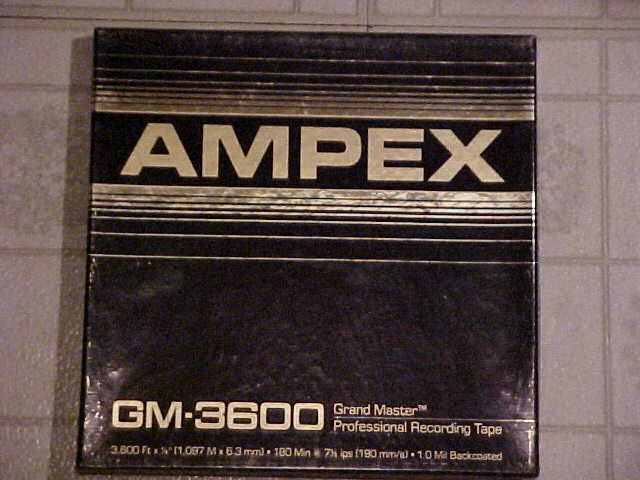 AMPEX
GM-3600
Grand Master™
Professional Recording Tape
3,600 Ft x ¼" (1,097 M x 6.3 mm) • 180 Min @ 7½ ips (190 mm/s) • 1.0 Mil Backcoated